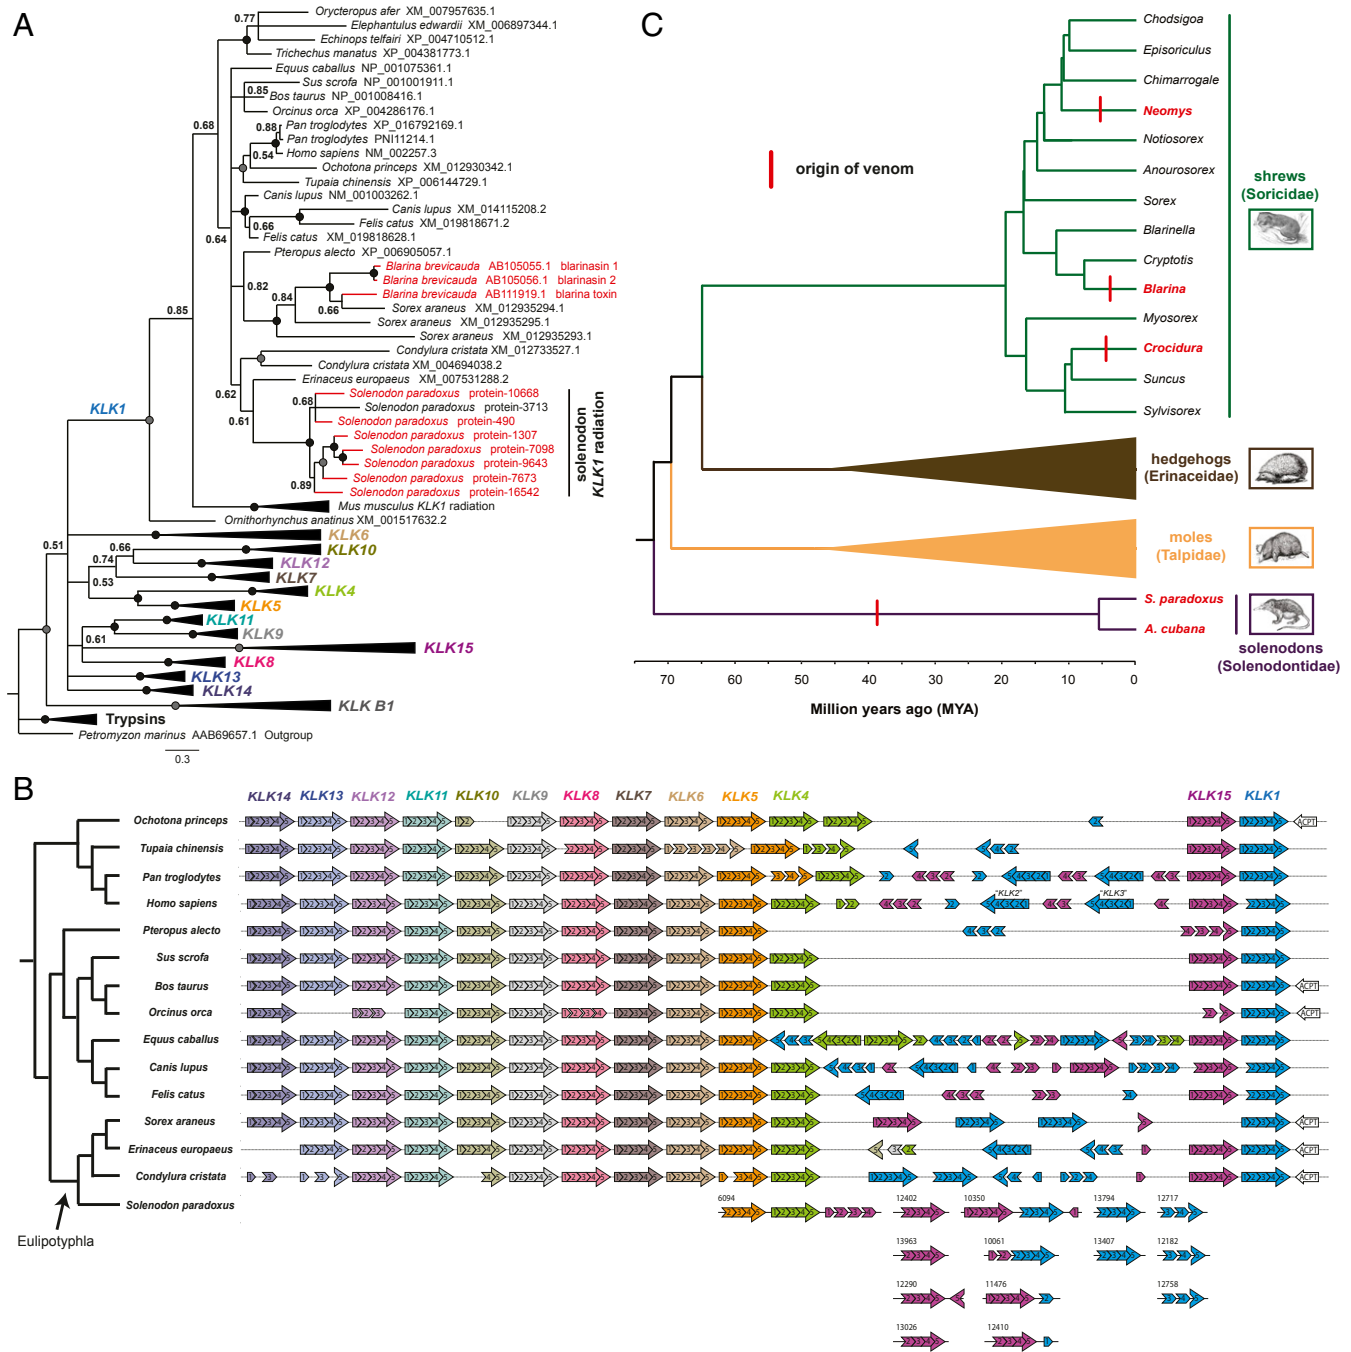 A
0.77
Orycteropus afer XM_007957635.1
Elephantulus edwardii XM_006897344.1
Echinops telfairi XP_004710512.1
Trichechus manatus XP_004381773.1
Equus caballus NP_001075361.1
Sus scrofa NP_001001911.1
0.85
Bos taurus NP_001008416.1
Orcinus orca XP_004286176.1
0.88
Pan troglodytes XP_016792169.1
0.68
Pan troglodytes PNI11214.1
0.54
Homo sapiens NM_002257.3
Ochotona princeps XM_012930342.1
Tupaia chinensis XP_006144729.1
Canis lupus NM_001003262.1
Canis lupus XM_014115208.2
0.66
Felis catus XM_019818671.2
0.64
Felis catus XM_019818628.1
Pteropus alecto XP_006905057.1
Blarina brevicauda AB105055.1 blarinasin 1
0.82
Blarina brevicauda AB105056.1 blarinasin 2
0.84
Blarina brevicauda AB111919.1 blarina toxin
0.66
Sorex araneus XM_012935294.1
0.85
Sorex araneus XM_012935295.1
Sorex araneus XM_012935293.1
Condylura cristata XM_012733527.1
Condylura cristata XM_004694038.2
Erinaceus europaeus XM_007531288.2
0.62
Solenodon paradoxus protein-10668
0.68
Solenodon paradoxus protein-3713
KLK1
0.61
Solenodon paradoxus protein-490
Solenodon paradoxus protein-1307
Solenodon paradoxus protein-7098
Solenodon paradoxus protein-9643
Solenodon paradoxus protein-7673
0.89
Solenodon paradoxus protein-16542
solenodon
KLK1 radiation
Mus musculus KLK1 radiation
Ornithorhynchus anatinus XM_001517632.2
KLK6
0.51
0.66
KLK10
0.74
KLK12
KLK7
0.53
KLK4
KLK5
KLK11
KLK9
0.61
KLK15
KLK8
KLK13
KLK14
KLK B1
Trypsins
Petromyzon marinus AAB69657.1 Outgroup
0.3
C
Chodsigoa
Episoriculus
Chimarrogale
Neomys
Notiosorex
origin of venom
Anourosorex
shrews
(Soricidae)
Sorex
Blarinella
Cryptotis
Blarina
Myosorex
Crocidura
Suncus
Sylvisorex
hedgehogs
(Erinaceidae)
moles
(Talpidae)
S. paradoxus
A. cubana
solenodons
(Solenodontidae)
70 60 50 40 30 20 10 0
Million years ago (MYA)
B
KLK14 KLK13 KLK12 KLK11 KLK10 KLK9 KLK8 KLK7 KLK6 KLK5 KLK4 KLK15 KLK1
Ochotona princeps
ACPT
Tupaia chinensis
Pan troglodytes
"KLK2" "KLK3"
Homo sapiens
Pteropus alecto
Sus scrofa
Bos taurus
ACPT
Orcinus orca
ACPT
Equus caballus
Canis lupus
Felis catus
Sorex araneus
ACPT
Erinaceus europaeus
ACPT
Condylura cristata
ACPT
Solenodon paradoxus
6094 12402 10350 13794 12717
Eulipotyphla
13963 10061 13407 12182
12290 11476 12758
13026 12410